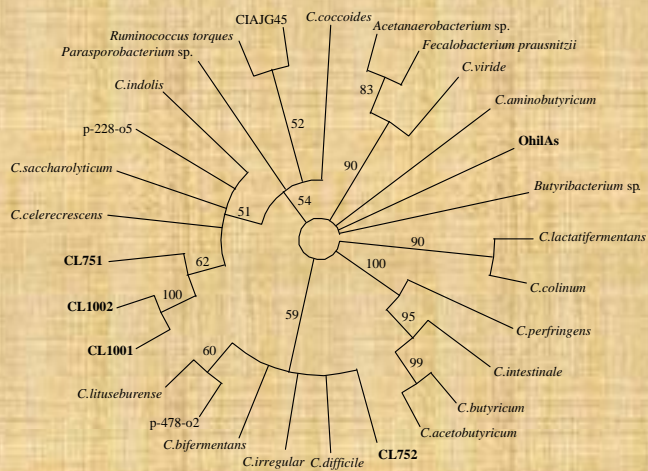 CIAJG45
C.coccoides
Acetanaerobacterium sp.
Ruminococcus torques
Fecalobacterium prausnitzii
Parasporobacterium sp.
C.viride
C.indolis
83
C.aminobutyricum
p-228-o5
52
OhilAs
C.saccharolyticum
90
Butyribacterium sp.
54
C.celerecrescens
51
C.lactatifermentans
90
CL751
62
100
C.colinum
CL1002
100
59
95
C.perfringens
CL1001
60
99
C.intestinale
C.lituseburense
C.butyricum
p-478-o2
C.acetobutyricum
C.bifermentans
CL752
C.irregular
C.difficile